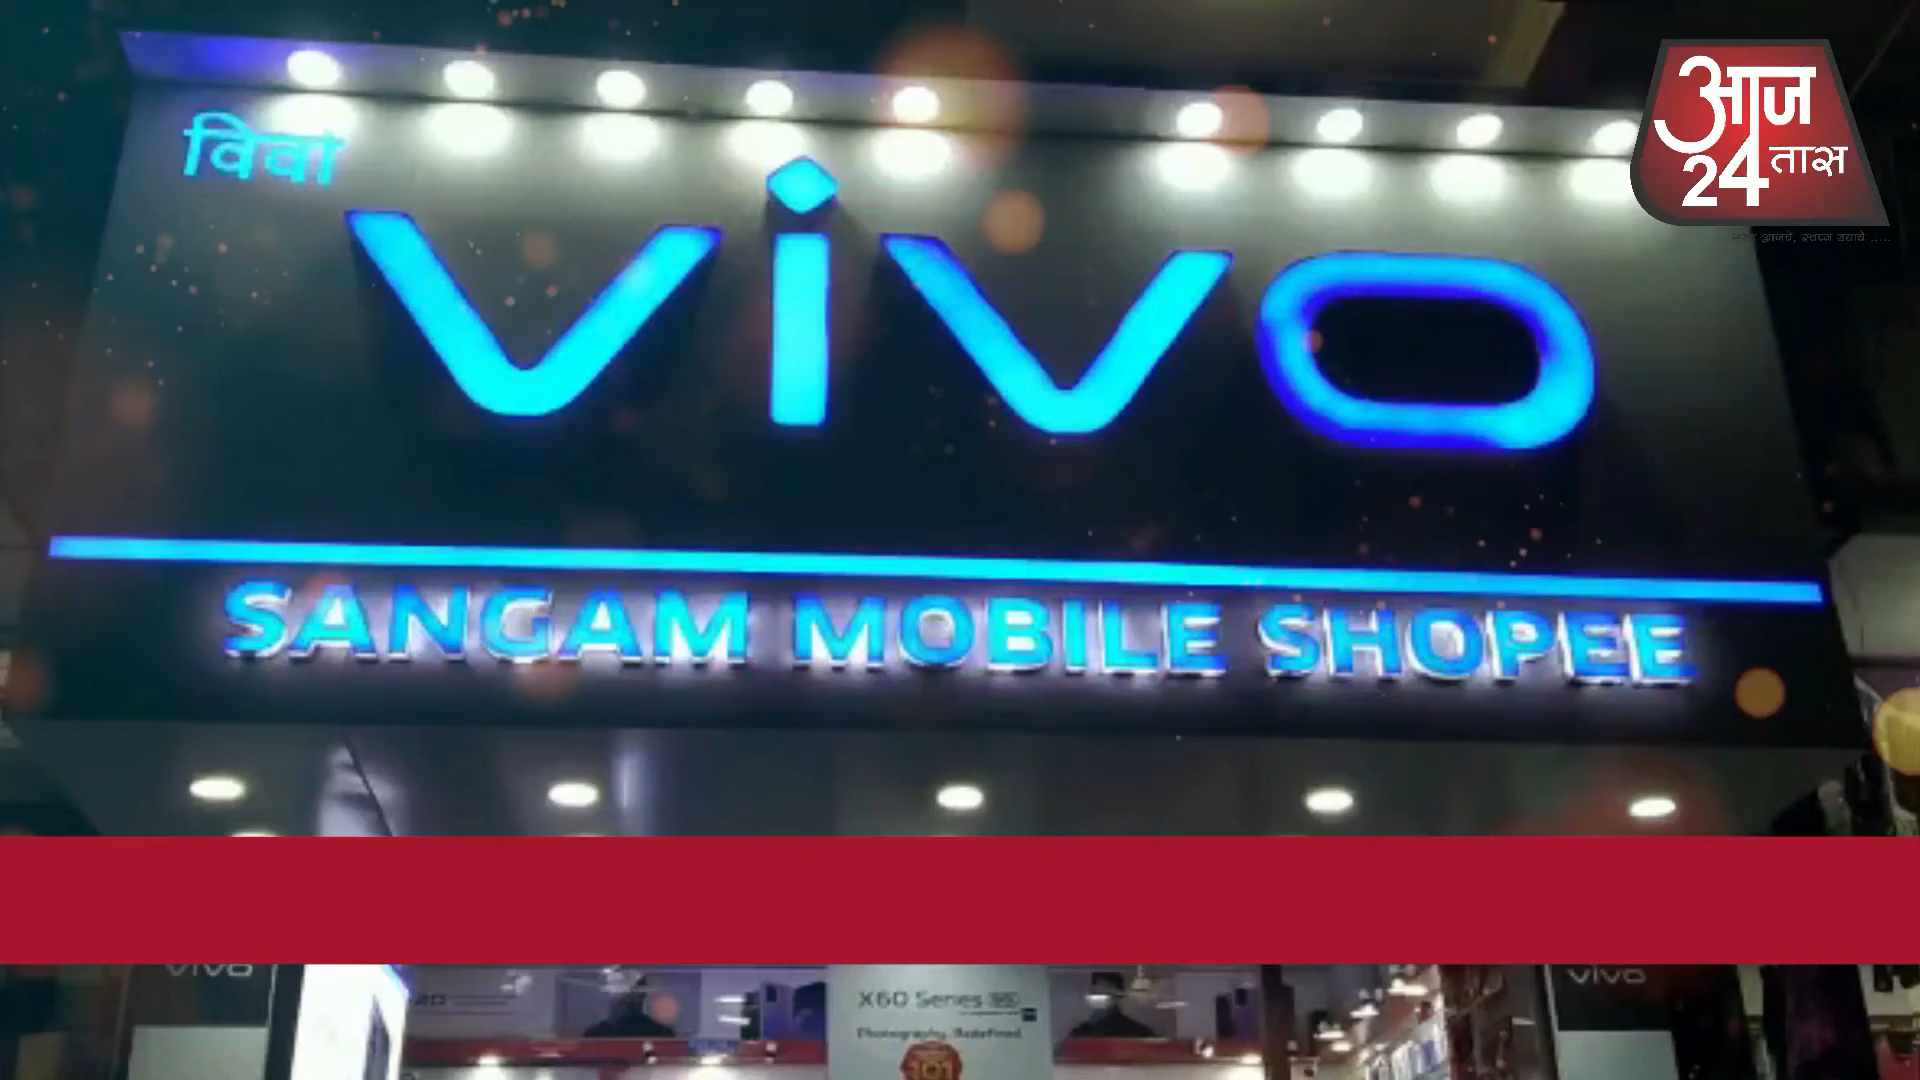 आज
24 तास
विवो
vivo
SANGAM MOBILE SHOPEE
vivo
vivo
X60 Series
Photography. Redefined